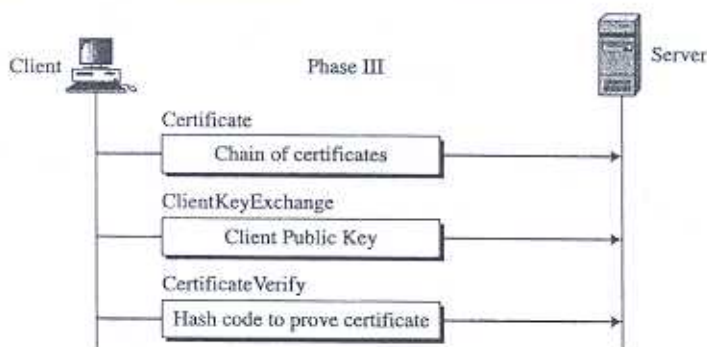 Client
Phase III
Server
Certificate
Chain of certificates
ClientKeyExchange
Client Public Key
CertificateVerify
Hash code to prove certificate